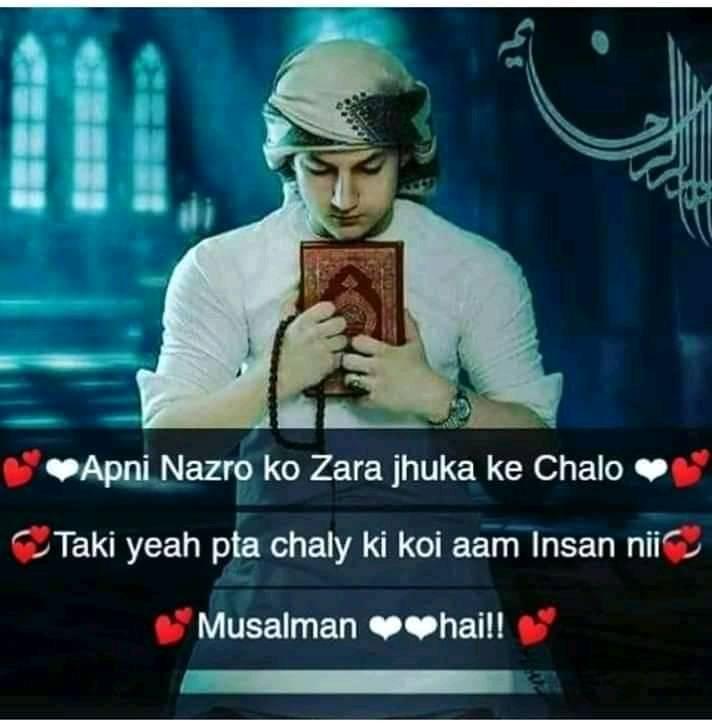 💕❤Apni Nazro ko Zara jhuka ke Chalo ❤💕
💞Taki yeah pta chaly ki koi aam Insan nii💞
💕Musalman ❤❤hai!! 💕